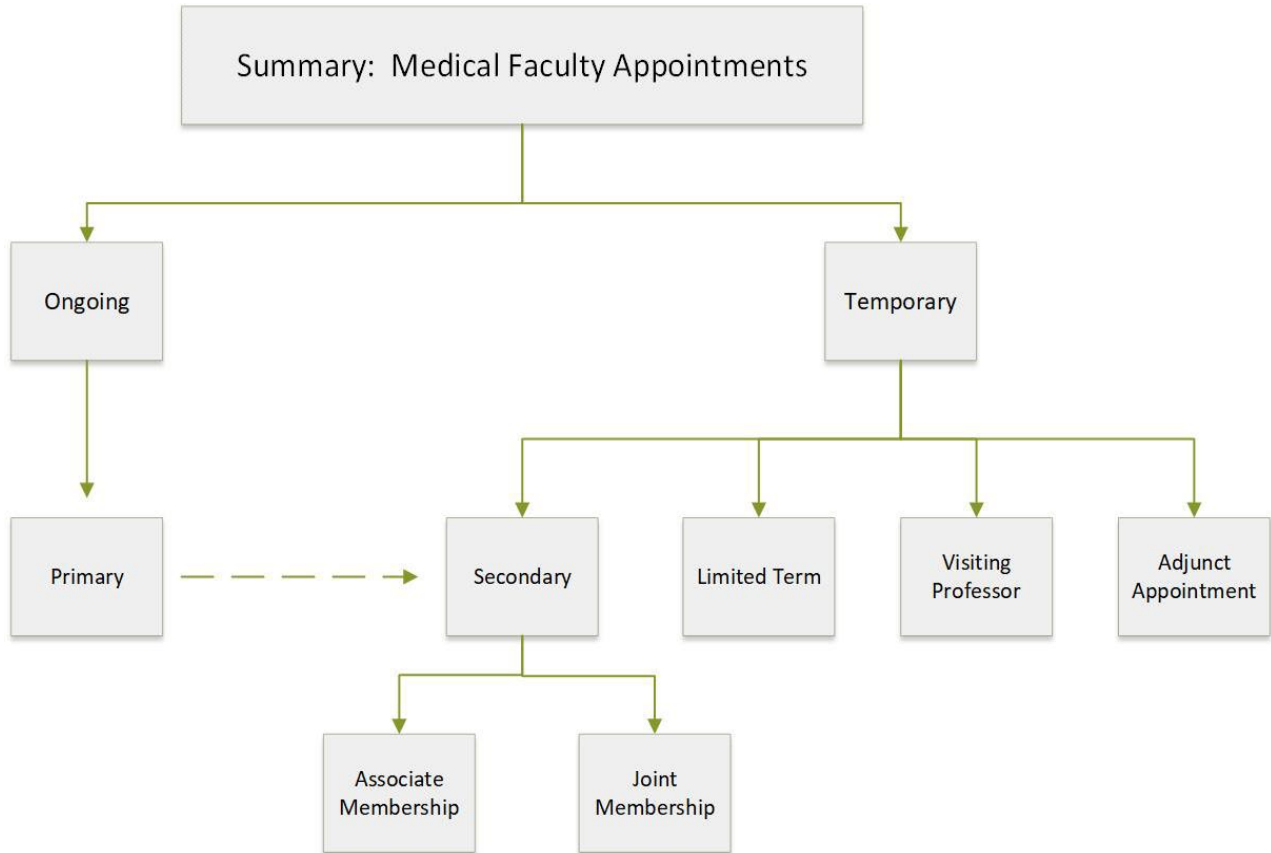 Summary:  Medical Faculty Appointments
Ongoing
Temporary
Primary
Secondary
Limited Term
Visiting
Professor
Adjunct
Appointment
Associate
Membership
Joint
Membership